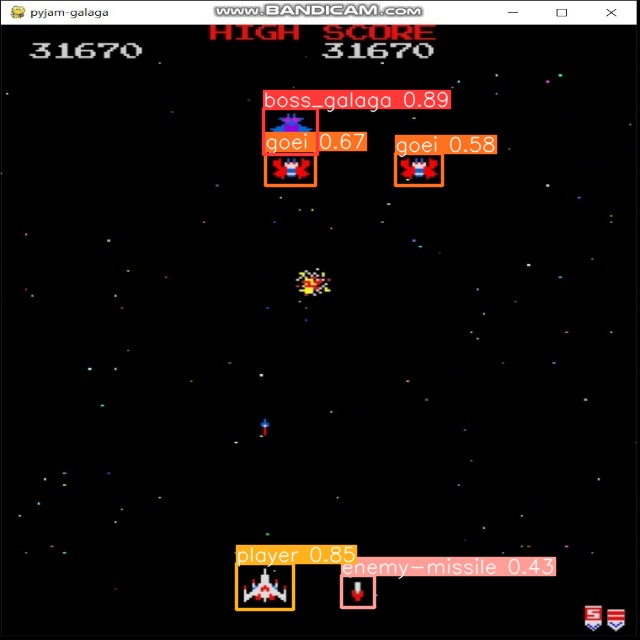 pyjam-galaga
www.BANDICAM.com
HIGH SCORE
31670 31670
boss_galaga 0.89
goei 0.67
goei 0.58
player 0.85
enemy-missile 0.43
5